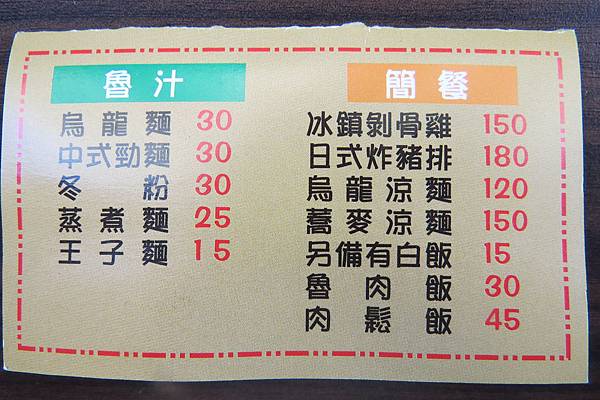 魯汁
烏龍麵 30
中式勁麵 30
冬粉 30
蒸煮麵 25
王子麵 15
簡餐
冰鎮剝骨雞 150
日式炸豬排 180
烏龍涼麵 120
蕎麥涼麵 150
另備有白飯 15
魯肉飯 30
肉鬆飯 45